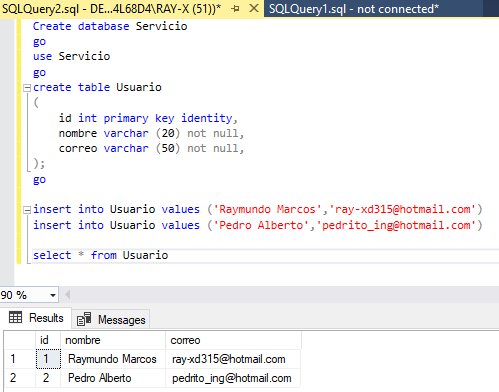 SQLQuery2.sql - DE...4L68D4\RAY-X (51))* SQLQuery1.sql - not connected*
Create database Servicio
go
use Servicio
go
create table Usuario
(
id int primary key identity,
nombre varchar (20) not null,
correo varchar (50) not null,
);
go
insert into Usuario values ('Raymundo Marcos','ray-xd315@hotmail.com')
insert into Usuario values ('Pedro Alberto','pedrito_ing@hotmail.com')
select * from Usuario
90 %
Results Messages
id nombre correo
1 1 Raymundo Marcos ray-xd315@hotmail.com
2 2 Pedro Alberto pedrito_ing@hotmail.com